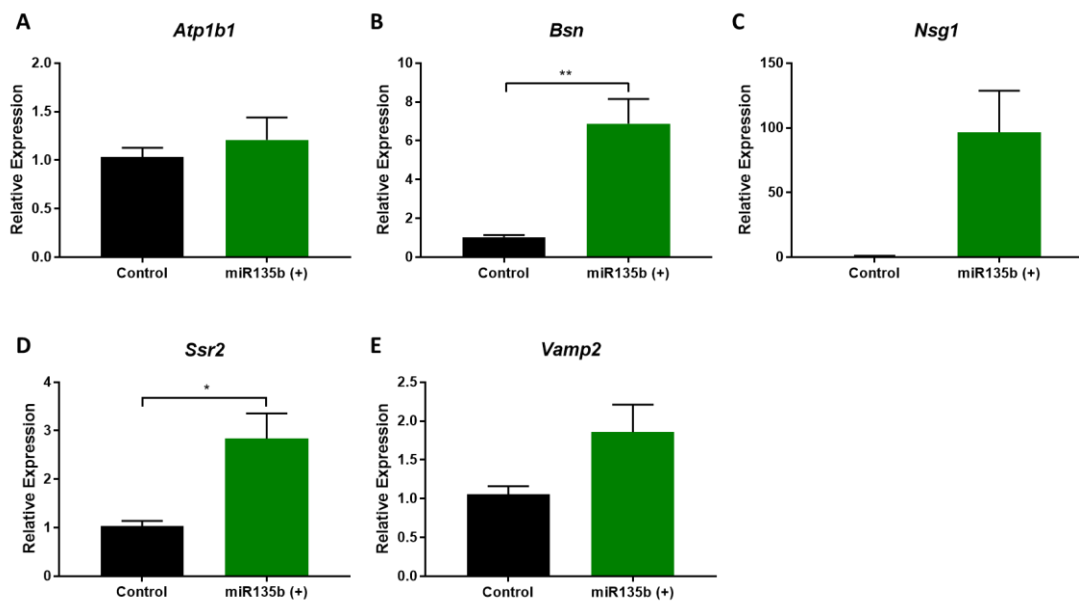 A
Atp1b1
Relative Expression
2.0
1.5
1.0
0.5
0.0
Control
miR135b (+)
B
Bsn
Relative Expression
10
8
6
4
2
0
**
Control
miR135b (+)
C
Nsg1
Relative Expression
150
100
50
0
Control
miR135b (+)
D
Ssr2
Relative Expression
4
3
2
1
0
*
Control
miR135b (+)
E
Vamp2
Relative Expression
2.5
2.0
1.5
1.0
0.5
0.0
Control
miR135b (+)